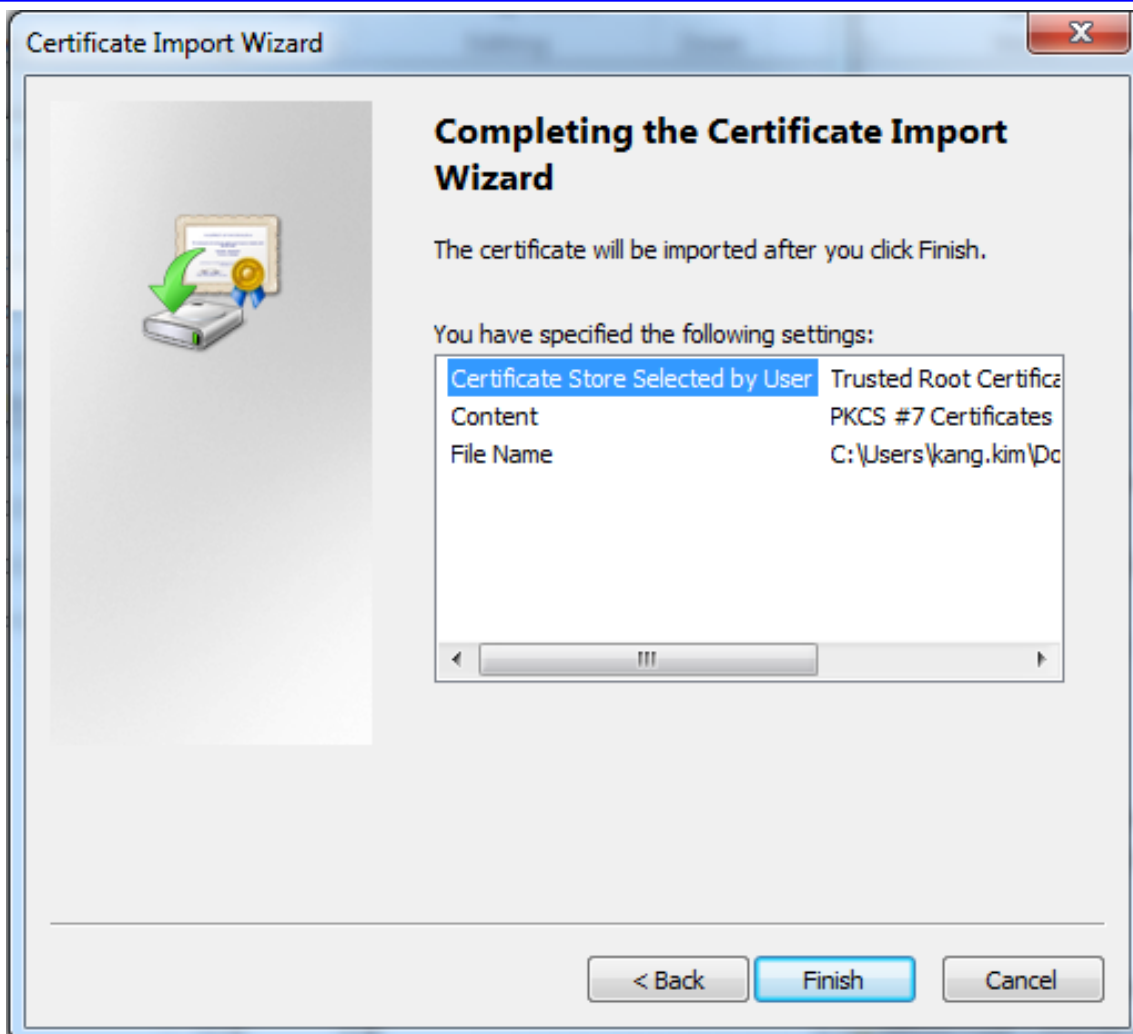 Certificate Import Wizard
Completing the Certificate Import
Wizard
The certificate will be imported after you click Finish.
You have specified the following settings:
Certificate Store Selected by User Trusted Root Certifica
Content PKCS #7 Certificates
File Name C:\Users\kang.kim\Do
< Back Finish Cancel